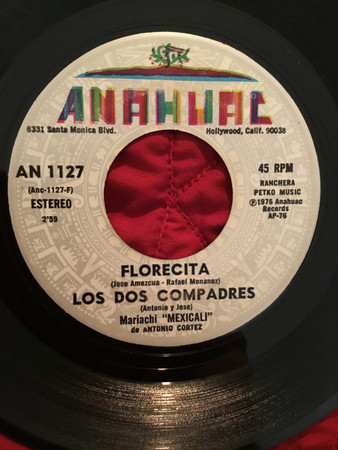 ANAHUAC
6331 Santa Monica Blvd.
Hollywood, Calif. 90038
AN 1127
(Anc-1127-F)
ESTEREO
2'59
45 RPM
RANCHERA
PETKO MUSIC
Ⓟ1976 Anahuac
Records
AP-76
FLORECITA
(Jose Amezcua - Rafael Monanez)
LOS DOS COMPADRES
(Antonio y Jose)
Mariachi "MEXICALI"
de ANTONIO CORTEZ